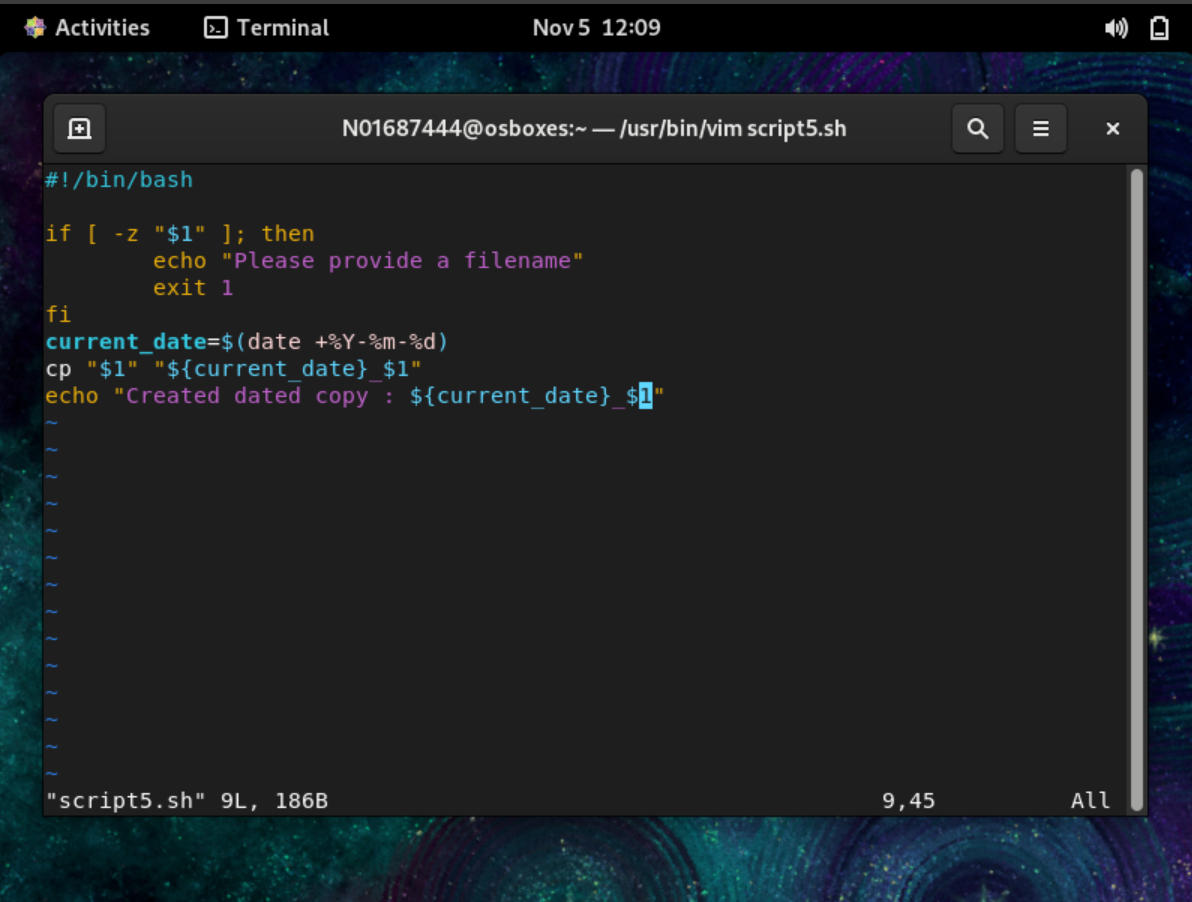 Activities Terminal Nov 5 12:09
N01687444@osboxes:~ — /usr/bin/vim script5.sh
#!/bin/bash

if [ -z "$1" ]; then
        echo "Please provide a filename"
        exit 1
fi
current_date=$(date +%Y-%m-%d)
cp "$1" "${current_date}_$1"
echo "Created dated copy : ${current_date}_$1"
~
~
~
~
~
~
~
~
~
~
~
~
~
~
"script5.sh" 9L, 186B 9,45 All